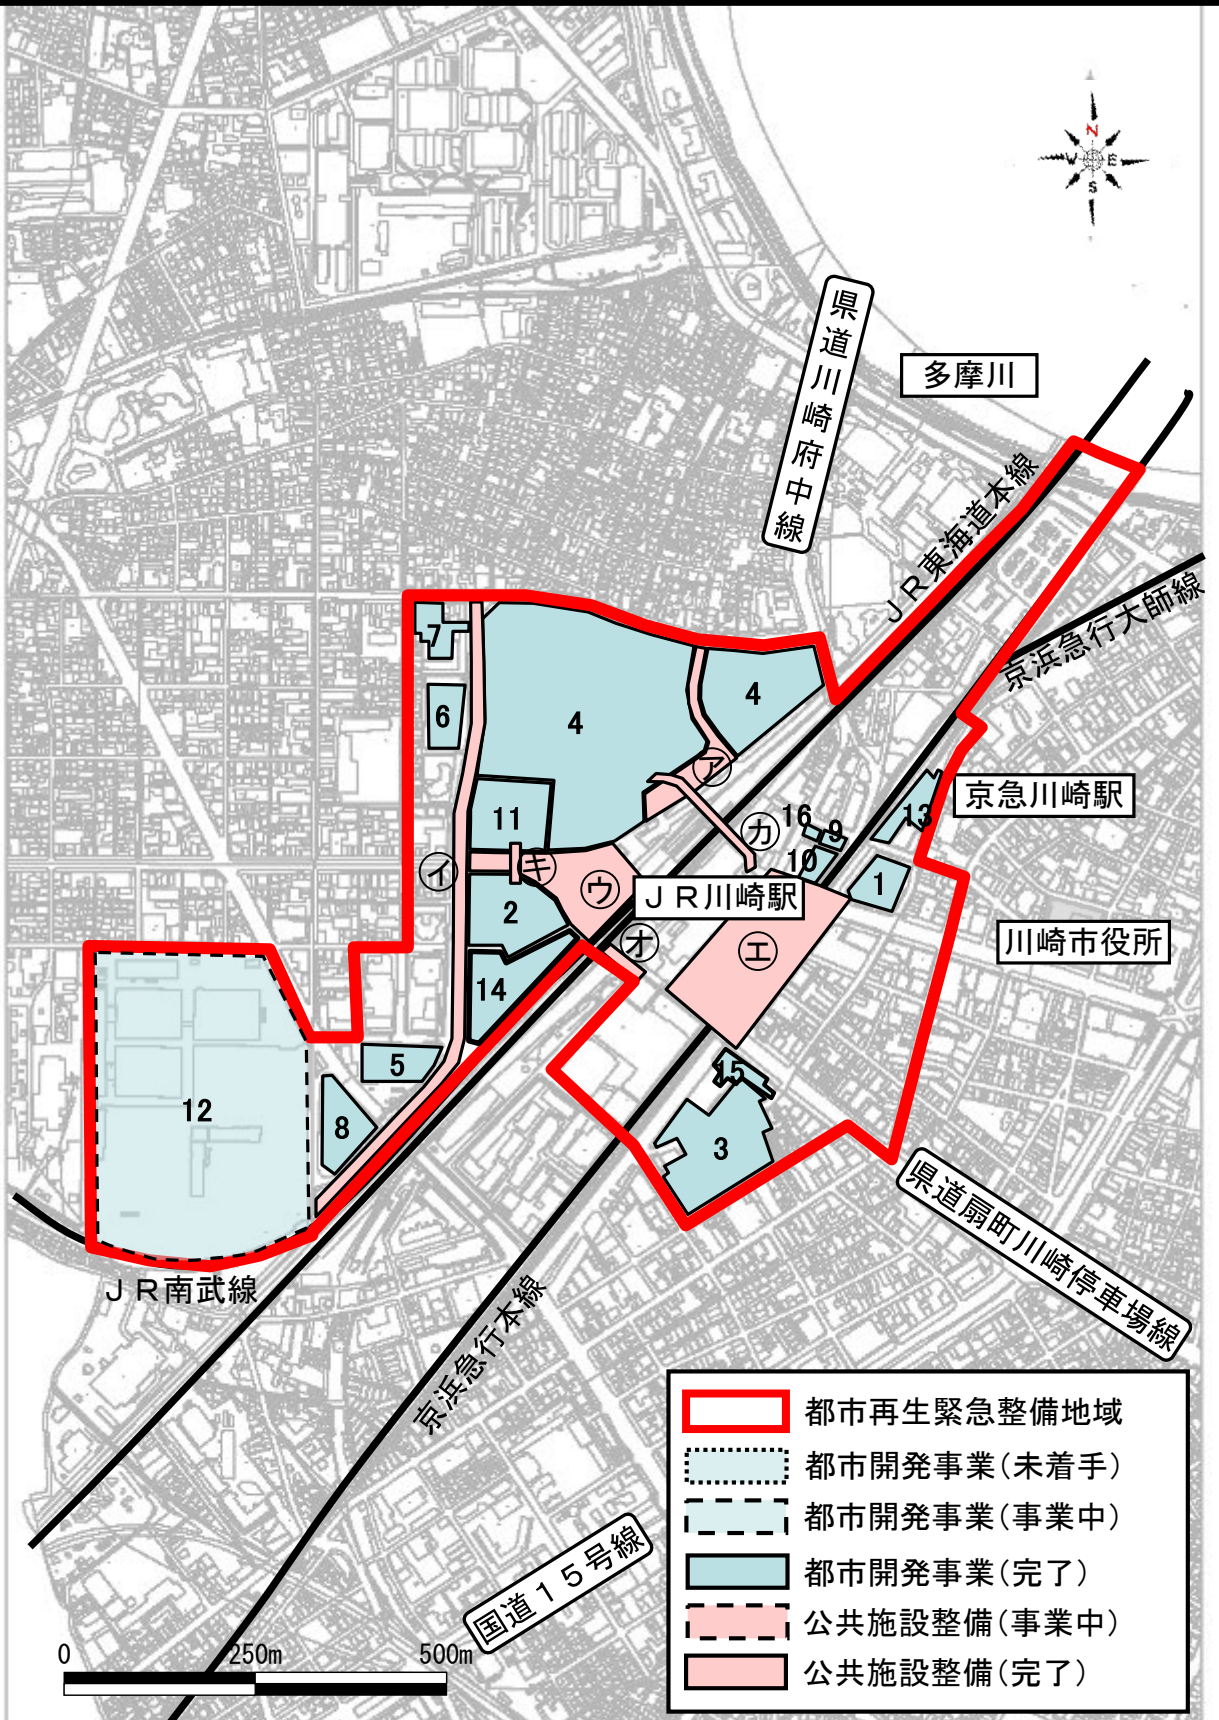 N
W
E
S
県道川崎府中線
多摩川
JR東海道本線
京浜急行大師線
7
6
4
4
ア
11
イ
キ
ウ
2
14
JR川崎駅
オ
カ
16
9
10
13
京急川崎駅
1
川崎市役所
エ
5
12
8
15
3
県道扇町川崎停車場線
JR南武線
京浜急行本線
国道15号線
都市再生緊急整備地域
都市開発事業(未着手)
都市開発事業(事業中)
都市開発事業(完了)
公共施設整備(事業中)
公共施設整備(完了)
0 250m 500m